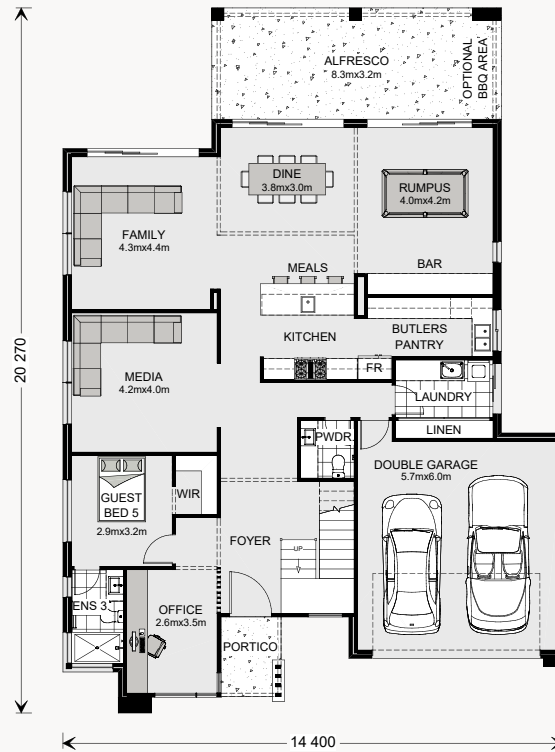 ALFRESCO
8.3mx3.2m
OPTIONAL
BBQ AREA
DINE
3.8mx3.0m
RUMPUS
4.0mx4.2m
FAMILY
4.3mx4.4m
MEALS
BAR
KITCHEN
BUTLERS
PANTRY
MEDIA
4.2mx4.0m
FR
LAUNDRY
LINEN
PWDR.
DOUBLE GARAGE
5.7mx6.0m
GUEST
BED 5
2.9mx3.2m
WIR
FOYER
UP
ENS 3
OFFICE
2.6mx3.5m
PORTICO
20 270
14 400